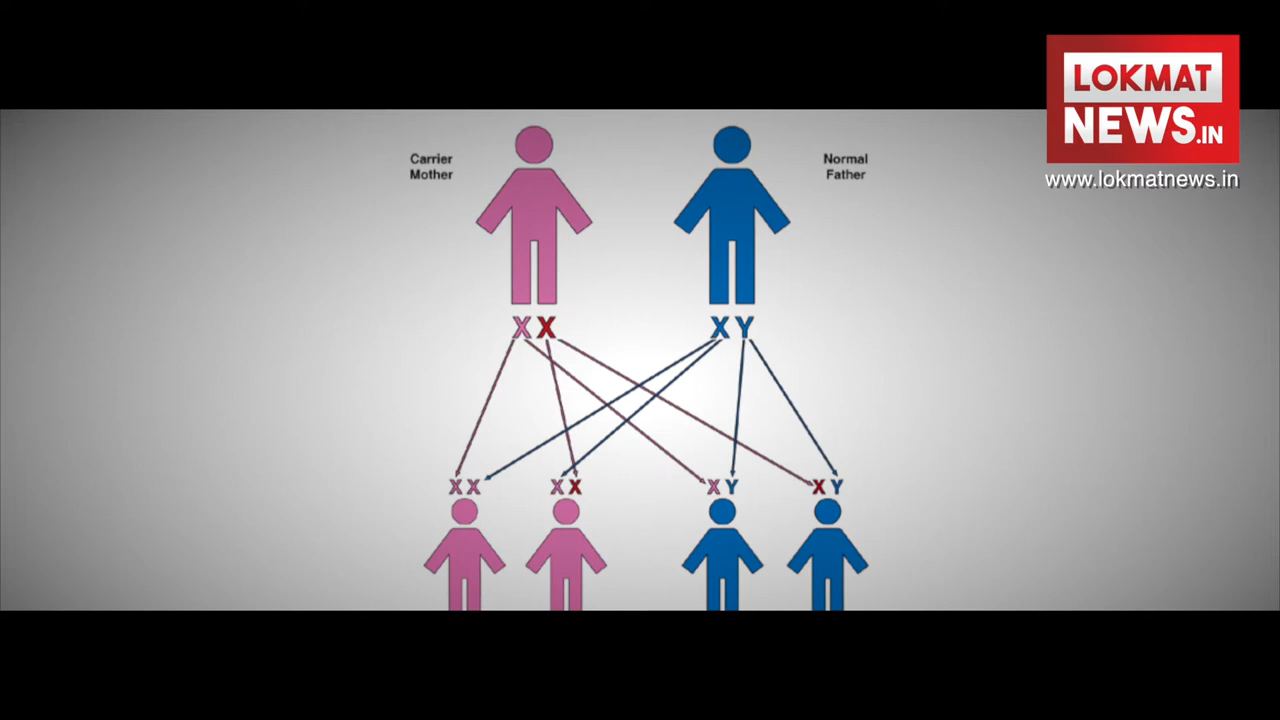 LOKMAT
NEWS.IN
www.lokmatnews.in
Carrier
Mother
Normal
Father
X X
X Y
X X
X X
X Y
X Y